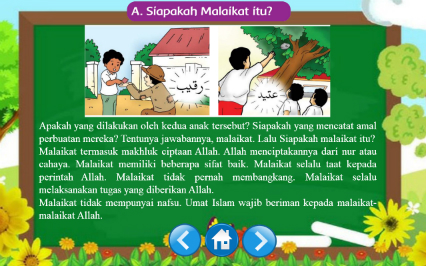 A. Siapakah Malaikat itu?
رقيب
عتيد
Apakah yang dilakukan oleh kedua anak tersebut? Siapakah yang mencatat amal
perbuatan mereka? Tentunya jawabannya, malaikat. Lalu Siapakah malaikat itu?
Malaikat termasuk makhluk ciptaan Allah. Allah menciptakannya dari nur atau
cahaya. Malaikat memiliki beberapa sifat baik. Malaikat selalu taat kepada
perintah Allah. Malaikat tidak pernah membangkang. Malaikat selalu
melaksanakan tugas yang diberikan Allah.
Malaikat tidak mempunyai nafsu. Umat Islam wajib beriman kepada malaikat-
malaikat Allah.